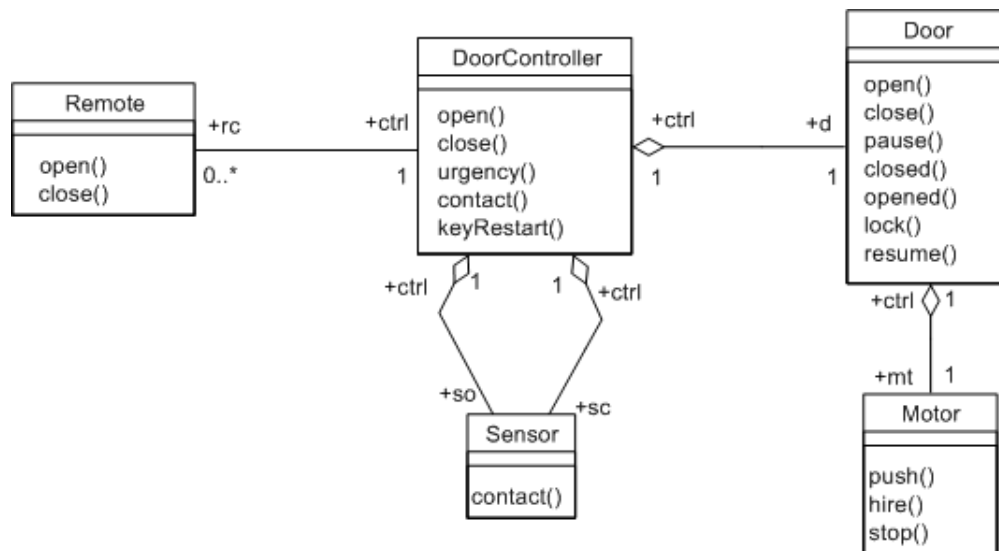 Remote
open()
close()
+rc
0..*
+ctrl
1
DoorController
open()
close()
urgency()
contact()
keyRestart()
+ctrl
1
+d
1
Door
open()
close()
pause()
closed()
opened()
lock()
resume()
+ctrl
1
1
+ctrl
+so
+sc
Sensor
contact()
+ctrl
1
+mt
1
Motor
push()
hire()
stop()